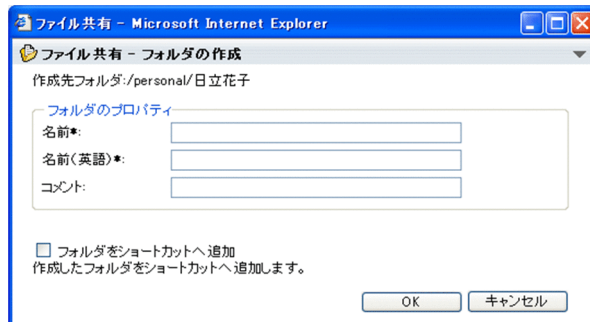 ファイル共有 - Microsoft Internet Explorer
ファイル共有 - フォルダの作成
作成先フォルダ:/personal/日立花子
フォルダのプロパティ
名前*:
名前(英語)*:
コメント:
フォルダをショートカットへ追加
作成したフォルダをショートカットへ追加します。
OK キャンセル